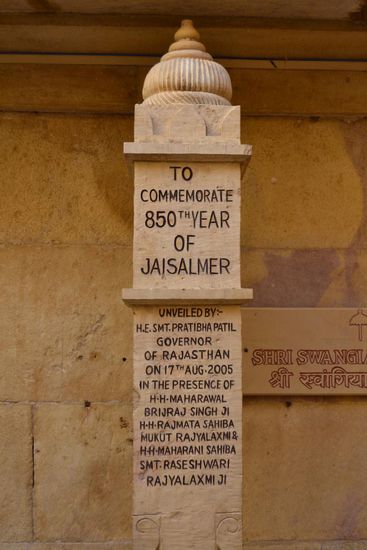 TO
COMMEMORATE
850TH YEAR
OF
JAISALMER
UNVEILED BY:-
H.E. SMT. PRATIBHA PATIL
GOVERNOR
OF RAJASTHAN
ON 17TH AUG. 2005
IN THE PRESENCE OF
H·H·MAHARAWAL
BRIJRAJ SINGH JI
H·H·RAJMATA SAHIBA
MUKUT RAJYALAXMI &
H·H·MAHARANI SAHIBA
SMT. RASESHWARI
RAJYALAXMI JI
SHRI SWANGIA
श्री स्वांगिया